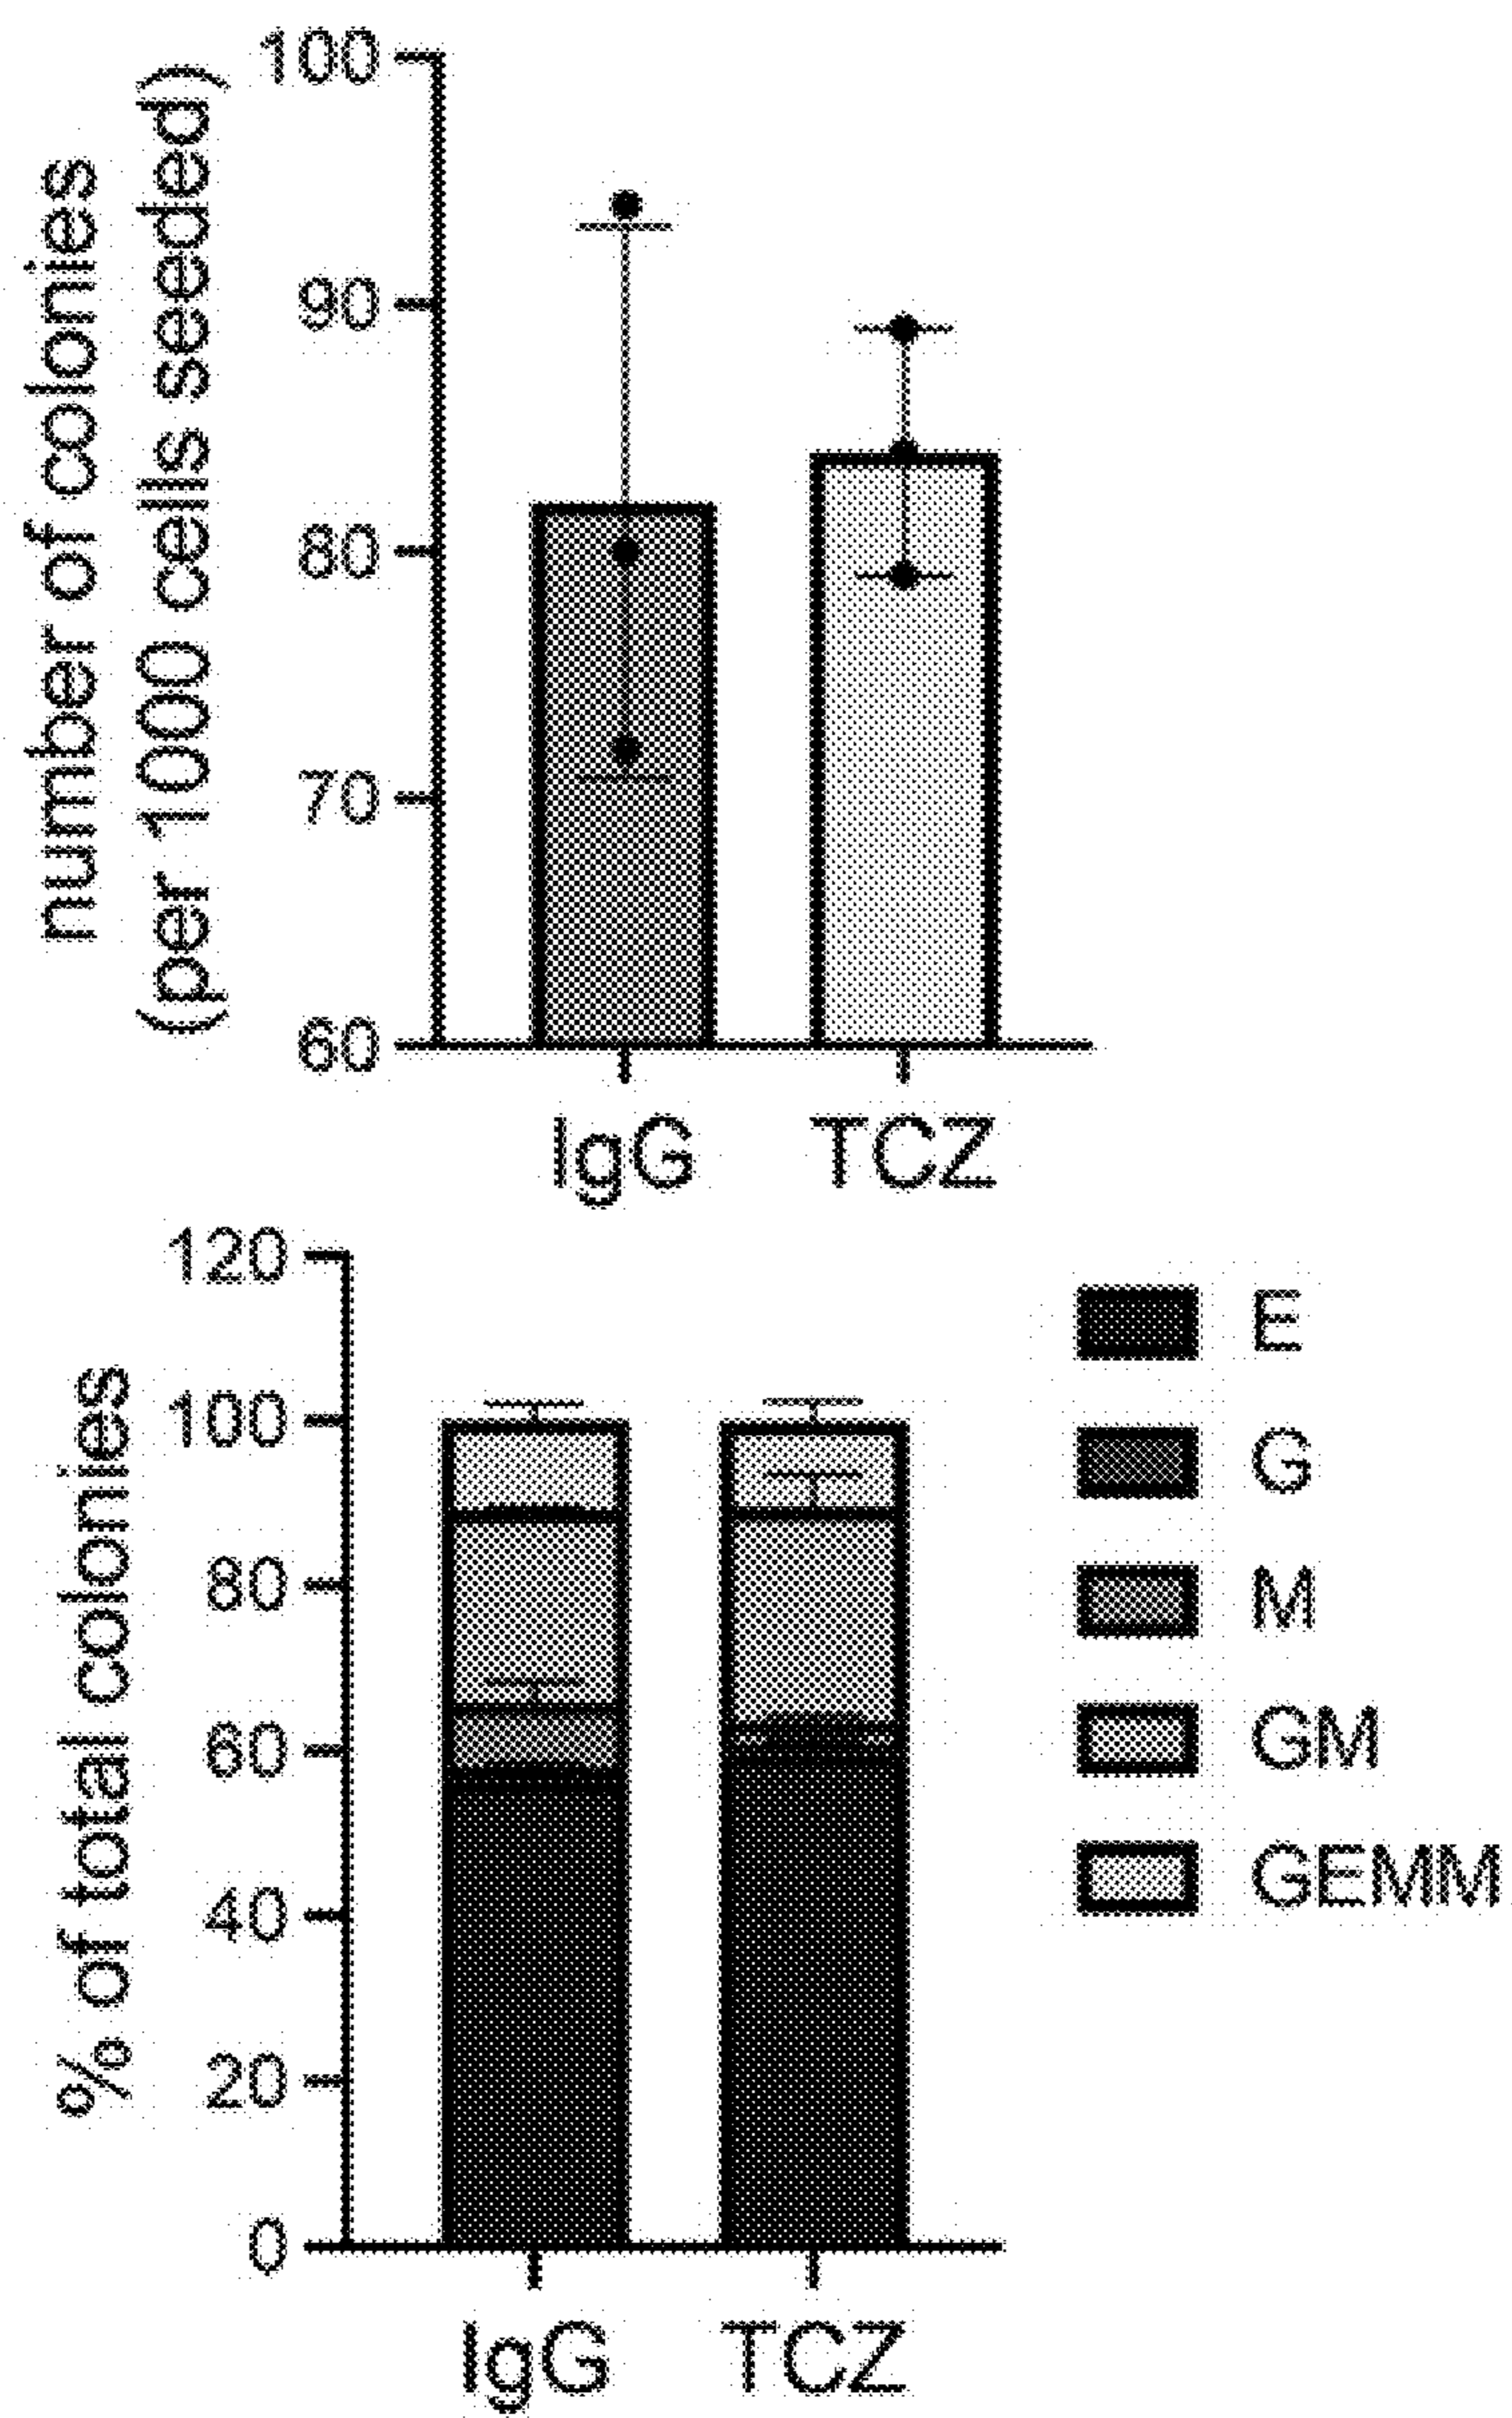 number of colonies
(per 1000 cells seeded)
100
90
80
70
60
IgG TCZ
% of total colonies
120
100
80
60
40
20
0
IgG TCZ
E
G
M
GM
GEMM